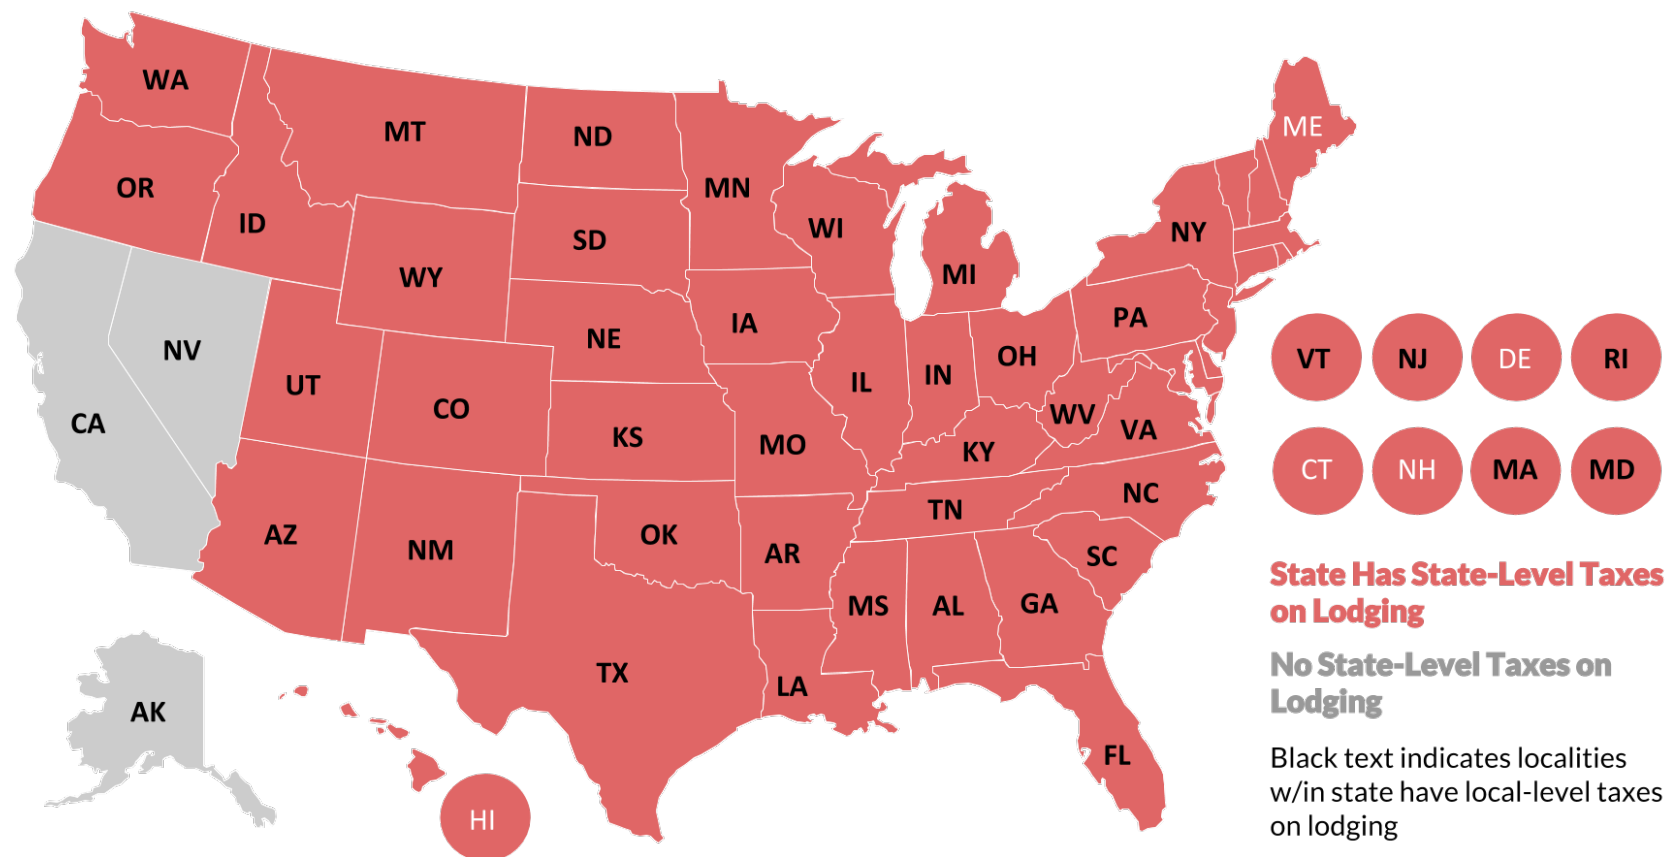 WA
MT
ND
MN
OR
ID
WY
SD
WI
MI
NY
ME
CA
NV
UT
CO
NE
IA
KS
MO
IL
IN
OH
PA
WV
VA
KY
TN
NC
SC
AZ
NM
OK
AR
TX
LA
MS
AL
GA
FL
AK
HI
VT NJ DE RI
CT NH MA MD
State Has State-Level Taxes
on Lodging
No State-Level Taxes on
Lodging
Black text indicates localities
w/in state have local-level taxes
on lodging